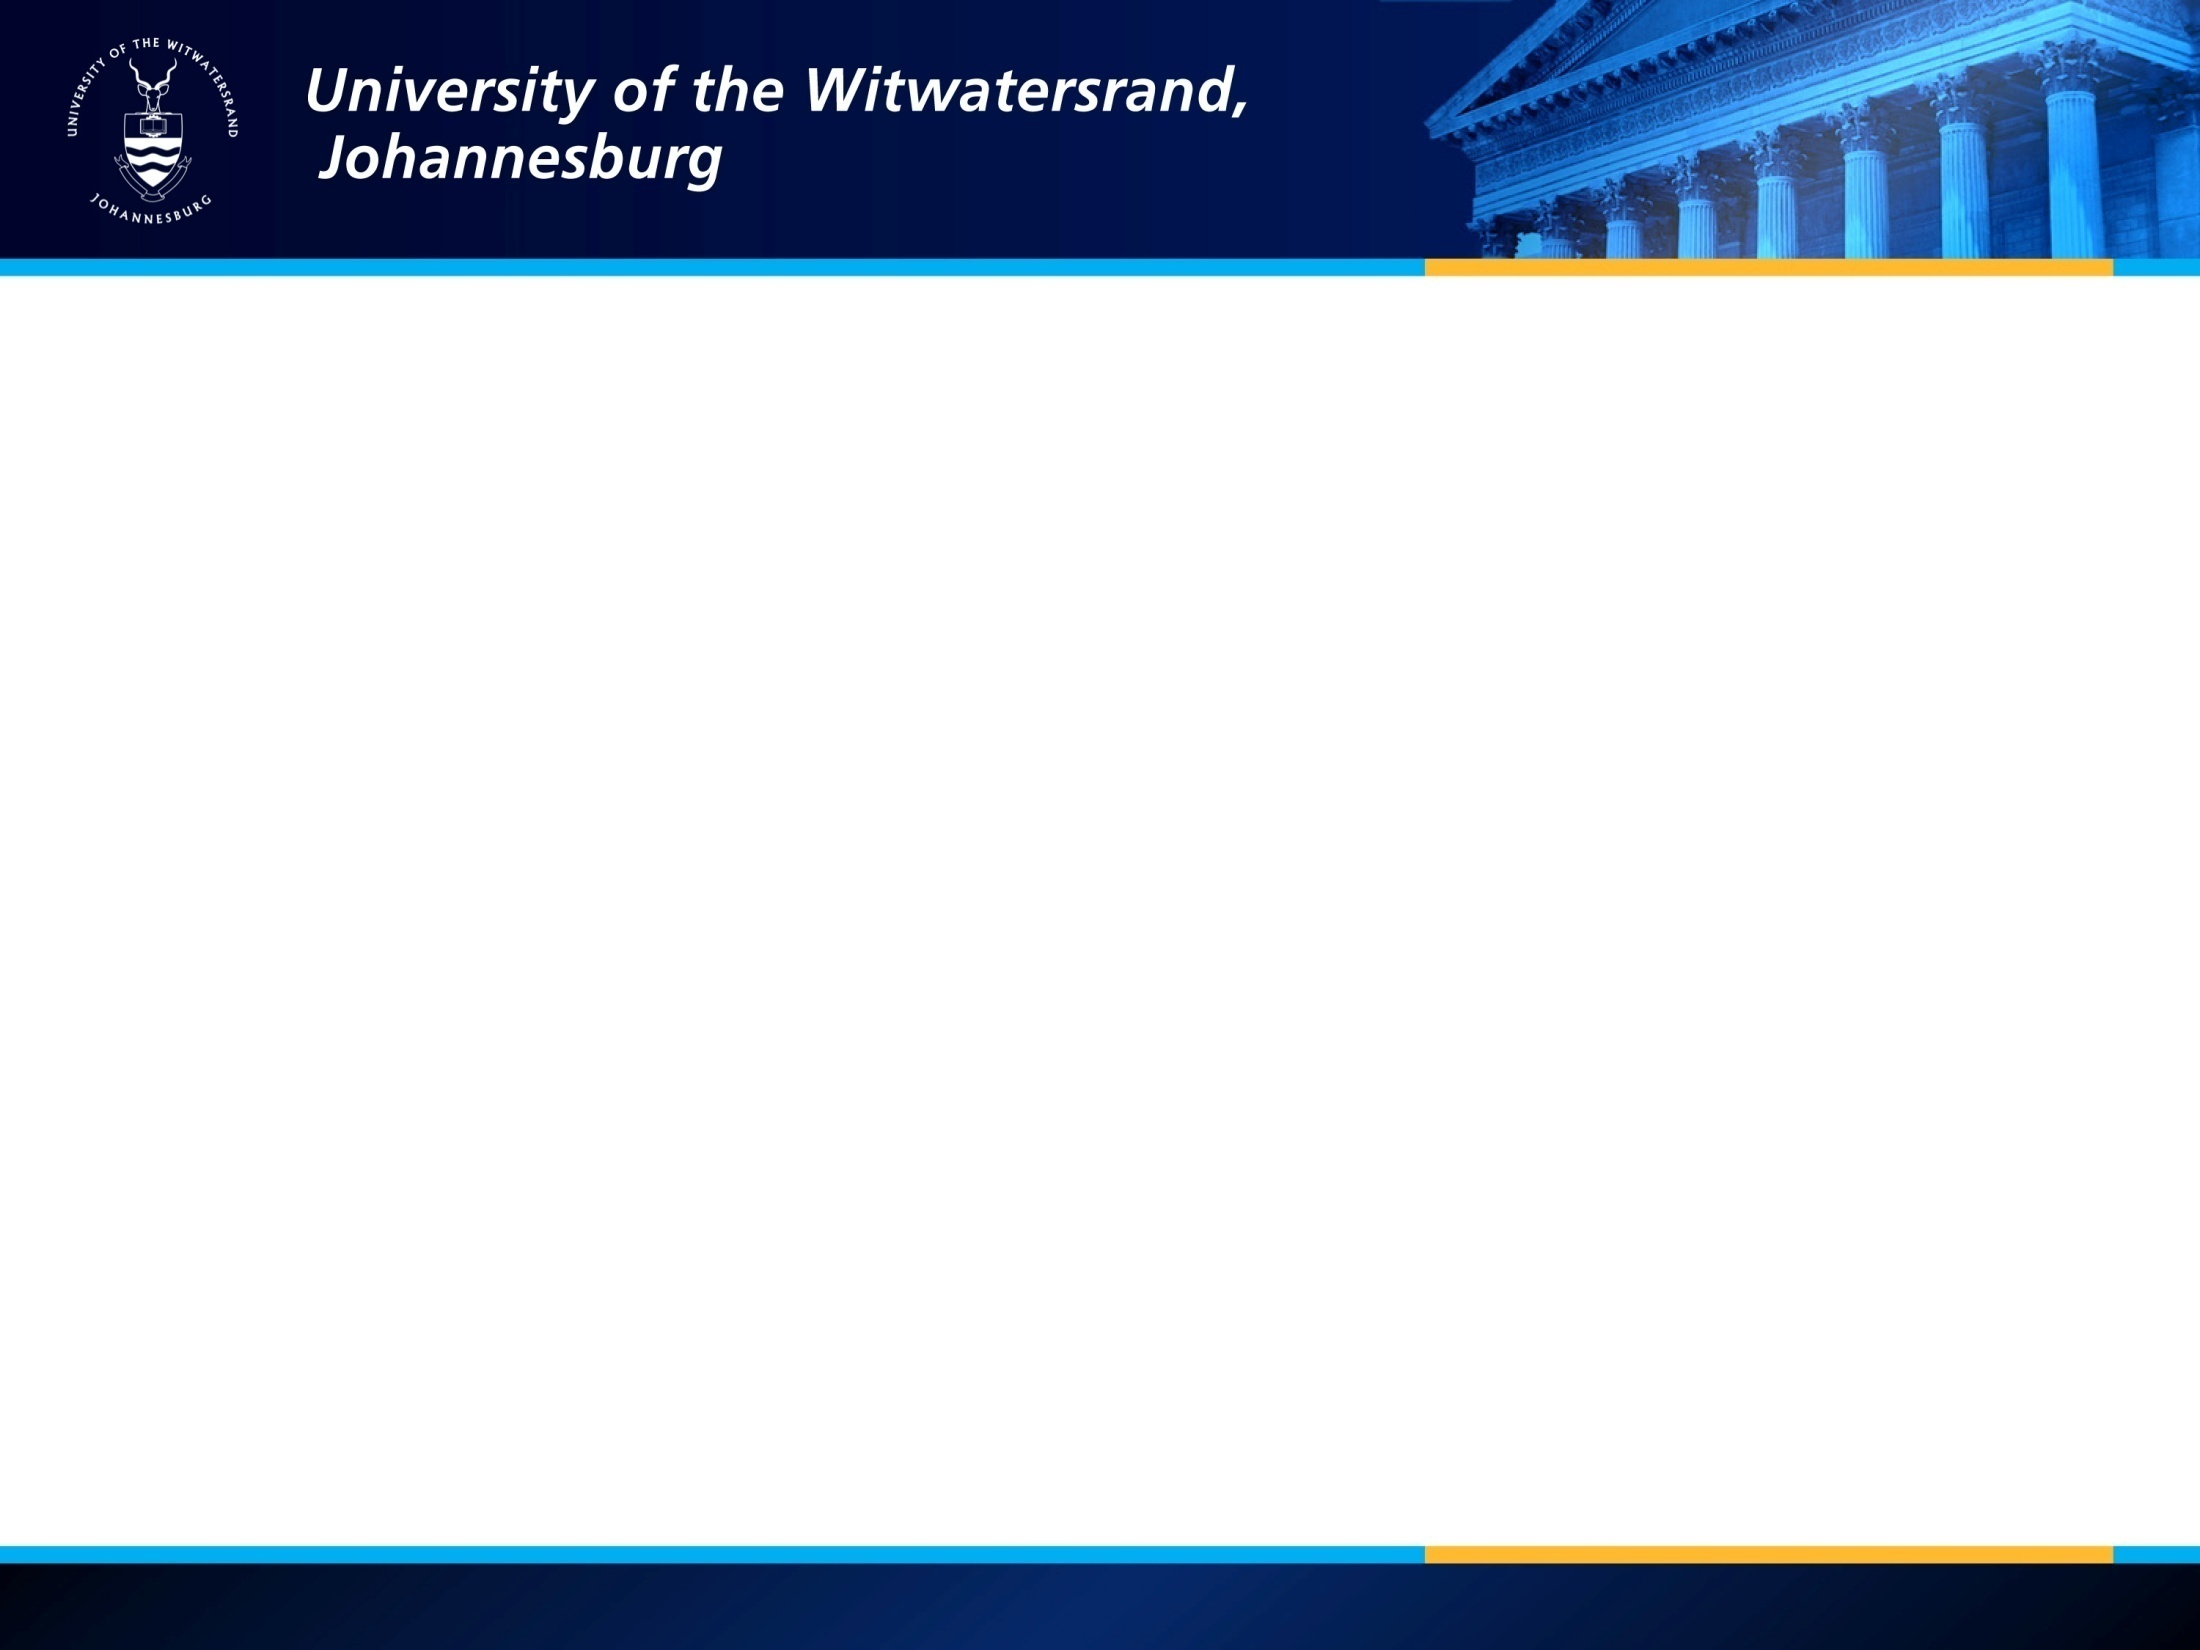 UNIVERSITY OF THE WITWATERSRAND
JOHANNESBURG
University of the Witwatersrand,
Johannesburg